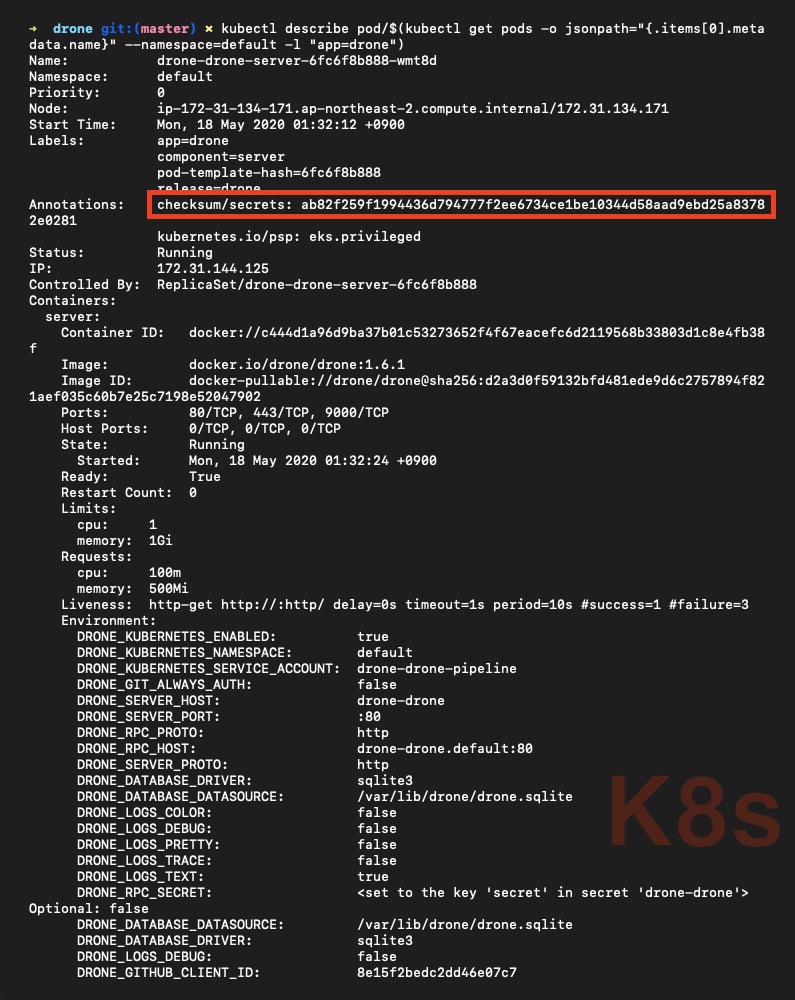 → drone git:(master) × kubectl describe pod/$(kubectl get pods -o jsonpath="{.items[0].meta
data.name}" --namespace=default -l "app=drone")
Name: drone-drone-server-6fc6f8b888-wmt8d
Namespace: default
Priority: 0
Node: ip-172-31-134-171.ap-northeast-2.compute.internal/172.31.134.171
Start Time: Mon, 18 May 2020 01:32:12 +0900
Labels: app=drone
component=server
pod-template-hash=6fc6f8b888
release=drone
Annotations: checksum/secrets: ab82f259f1994436d794777f2ee6734ce1be10344d58aad9ebd25a8378
2e0281
kubernetes.io/psp: eks.privileged
Status: Running
IP: 172.31.144.125
Controlled By: ReplicaSet/drone-drone-server-6fc6f8b888
Containers:
server:
Container ID: docker://c444d1a96d9ba37b01c53273652f4f67eacefc6d2119568b33803d1c8e4fb38
f
Image: docker.io/drone/drone:1.6.1
Image ID: docker-pullable://drone/drone@sha256:d2a3d0f59132bfd481ede9d6c2757894f82
1aef035c60b7e25c7198e52047902
Ports: 80/TCP, 443/TCP, 9000/TCP
Host Ports: 0/TCP, 0/TCP, 0/TCP
State: Running
Started: Mon, 18 May 2020 01:32:24 +0900
Ready: True
Restart Count: 0
Limits:
cpu: 1
memory: 1Gi
Requests:
cpu: 100m
memory: 500Mi
Liveness: http-get http://:http/ delay=0s timeout=1s period=10s #success=1 #failure=3
Environment:
DRONE_KUBERNETES_ENABLED: true
DRONE_KUBERNETES_NAMESPACE: default
DRONE_KUBERNETES_SERVICE_ACCOUNT: drone-drone-pipeline
DRONE_GIT_ALWAYS_AUTH: false
DRONE_SERVER_HOST: drone-drone
DRONE_SERVER_PORT: :80
DRONE_RPC_PROTO: http
DRONE_RPC_HOST: drone-drone.default:80
DRONE_SERVER_PROTO: http
DRONE_DATABASE_DRIVER: sqlite3
DRONE_DATABASE_DATASOURCE: /var/lib/drone/drone.sqlite
DRONE_LOGS_COLOR: false
DRONE_LOGS_DEBUG: false
DRONE_LOGS_PRETTY: false
DRONE_LOGS_TRACE: false
DRONE_LOGS_TEXT: true
DRONE_RPC_SECRET: <set to the key 'secret' in secret 'drone-drone'>
Optional: false
DRONE_DATABASE_DATASOURCE: /var/lib/drone/drone.sqlite
DRONE_DATABASE_DRIVER: sqlite3
DRONE_LOGS_DEBUG: false
DRONE_GITHUB_CLIENT_ID: 8e15f2bedc2dd46e07c7
K8s